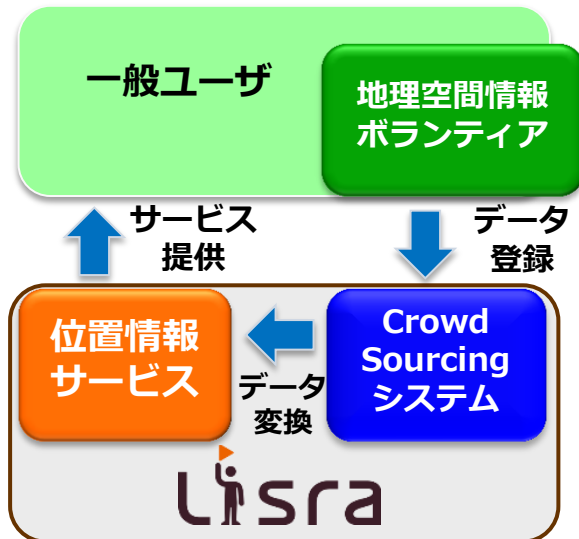 一般ユーザ
地理空間情報
ボランティア
サービス
提供
データ
登録
位置情報
サービス
データ
変換
Crowd
Sourcing
システム
Lisra